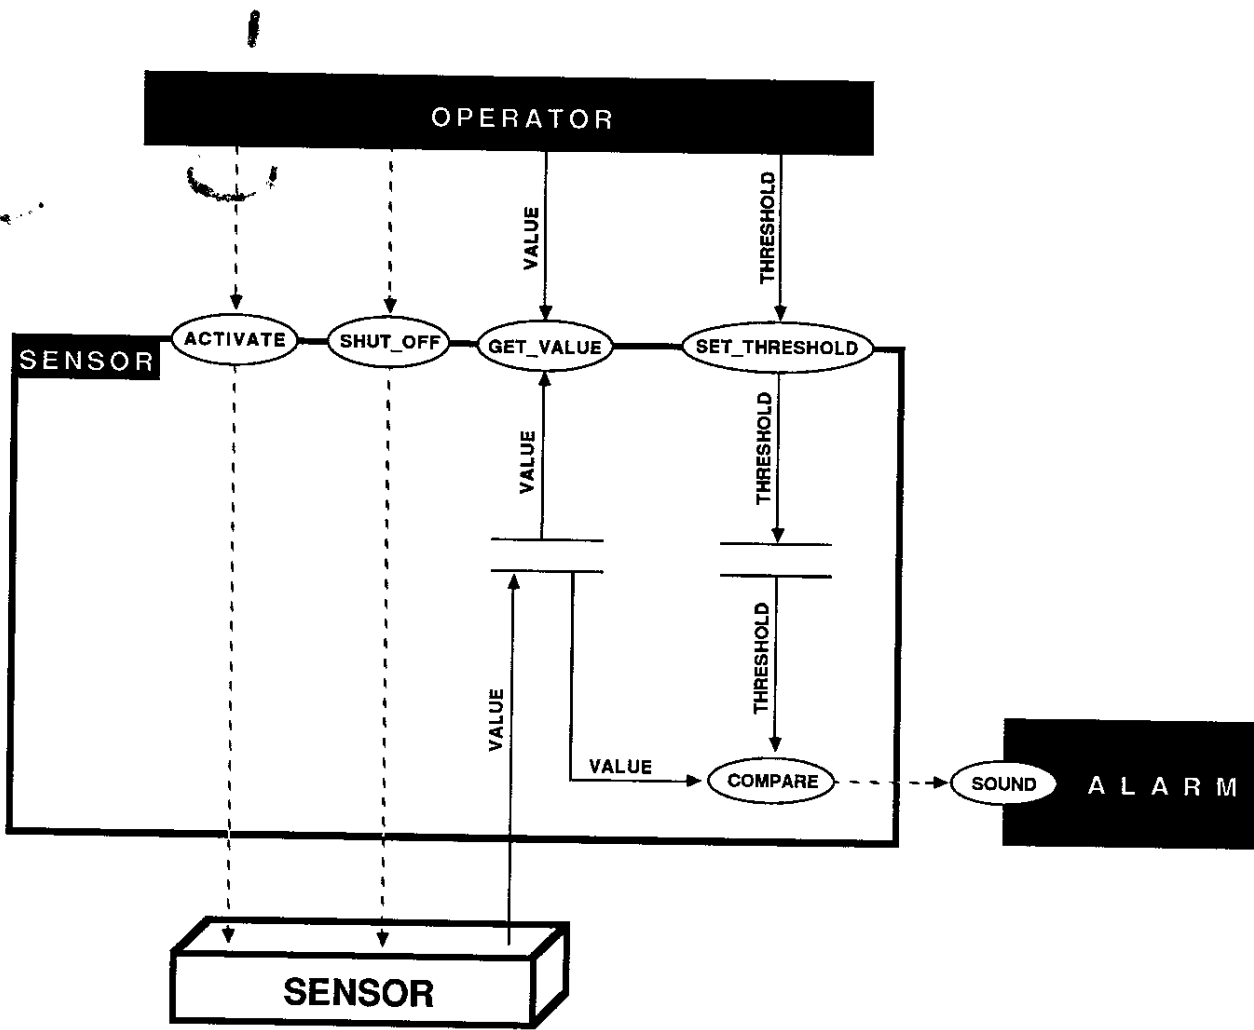 OPERATOR
VALUE
THRESHOLD
ACTIVATE
SHUT_OFF
GET_VALUE
SET_THRESHOLD
SENSOR
VALUE
THRESHOLD
VALUE
THRESHOLD
VALUE
COMPARE
SOUND
ALARM
SENSOR